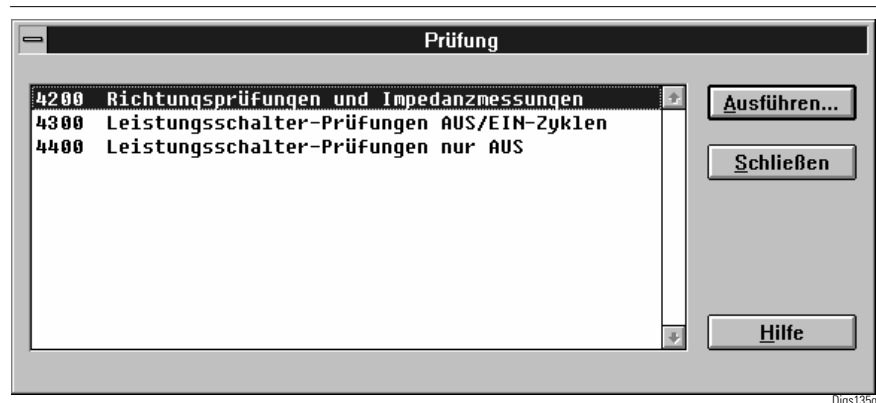 Prüfung
4200 Richtungsprüfungen und Impedanzmessungen
4300 Leistungsschalter-Prüfungen AUS/EIN-Zyklen
4400 Leistungsschalter-Prüfungen nur AUS
Ausführen...
Schließen
Hilfe
Digs135g